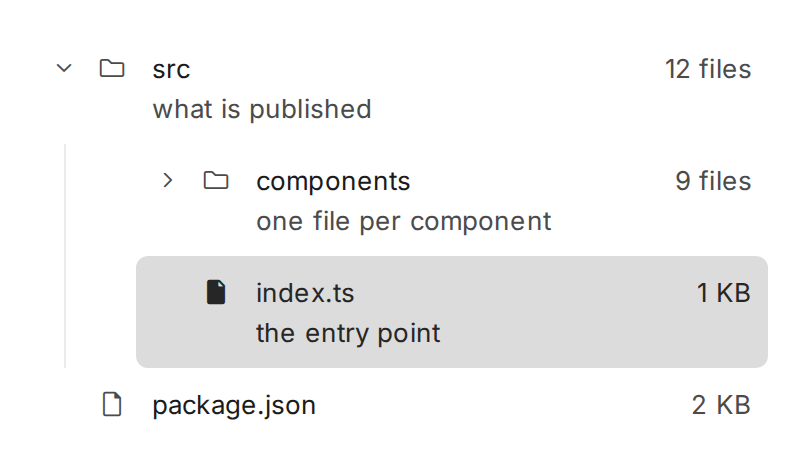 src 12 files
what is published
components 9 files
one file per component
index.ts 1 KB
the entry point
package.json 2 KB